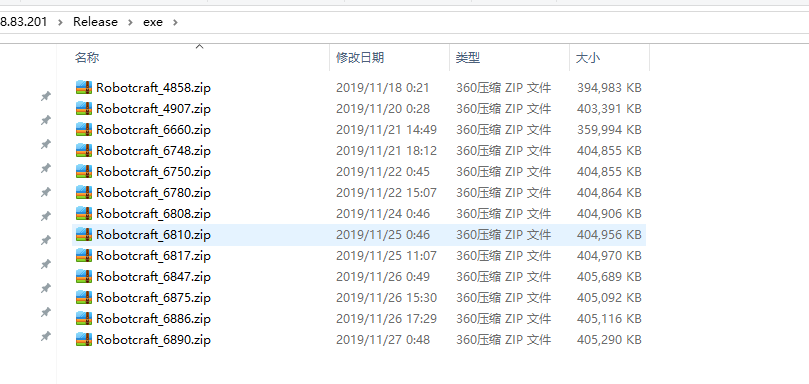 8.83.201 > Release > exe >
名称 修改日期 类型 大小
Robotcraft_4858.zip 2019/11/18 0:21 360压缩 ZIP 文件 394,983 KB
Robotcraft_4907.zip 2019/11/20 0:28 360压缩 ZIP 文件 403,391 KB
Robotcraft_6660.zip 2019/11/21 14:49 360压缩 ZIP 文件 359,994 KB
Robotcraft_6748.zip 2019/11/21 18:12 360压缩 ZIP 文件 404,855 KB
Robotcraft_6750.zip 2019/11/22 0:45 360压缩 ZIP 文件 404,855 KB
Robotcraft_6780.zip 2019/11/22 15:07 360压缩 ZIP 文件 404,864 KB
Robotcraft_6808.zip 2019/11/24 0:46 360压缩 ZIP 文件 404,906 KB
Robotcraft_6810.zip 2019/11/25 0:46 360压缩 ZIP 文件 404,956 KB
Robotcraft_6817.zip 2019/11/25 11:07 360压缩 ZIP 文件 404,970 KB
Robotcraft_6847.zip 2019/11/26 0:49 360压缩 ZIP 文件 405,689 KB
Robotcraft_6875.zip 2019/11/26 15:30 360压缩 ZIP 文件 405,092 KB
Robotcraft_6886.zip 2019/11/26 17:29 360压缩 ZIP 文件 405,116 KB
Robotcraft_6890.zip 2019/11/27 0:48 360压缩 ZIP 文件 405,290 KB